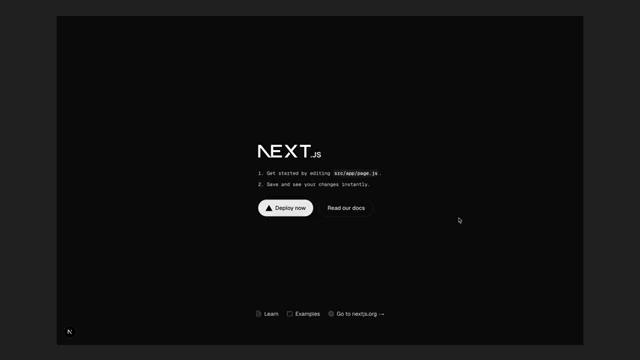 NEXT.JS
1. Get started by editing src/app/page.js.
2. Save and see your changes instantly.
Deploy now
Read our docs
Learn
Examples
Go to nextjs.org →
N